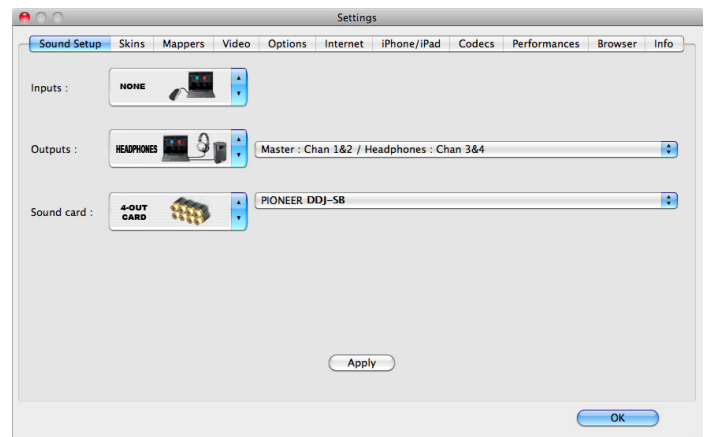 Settings
Sound Setup Skins Mappers Video Options Internet iPhone/iPad Codecs Performances Browser Info
Inputs :
NONE
Outputs :
HEADPHONES
Master : Chan 1&2 / Headphones : Chan 3&4
Sound card :
4-OUT
CARD
PIONEER DDJ-SB
Apply
OK